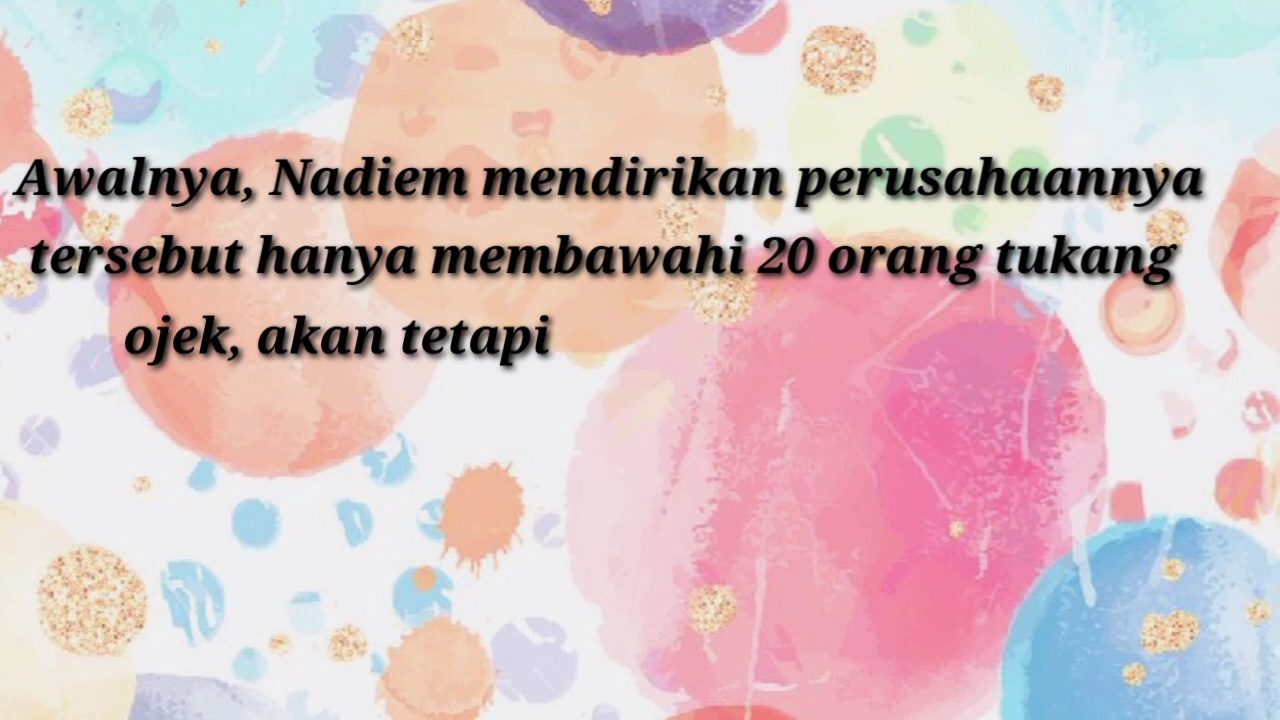 Awalnya, Nadiem mendirikan perusahaannya
tersebut hanya membawahi 20 orang tukang
ojek, akan tetapi